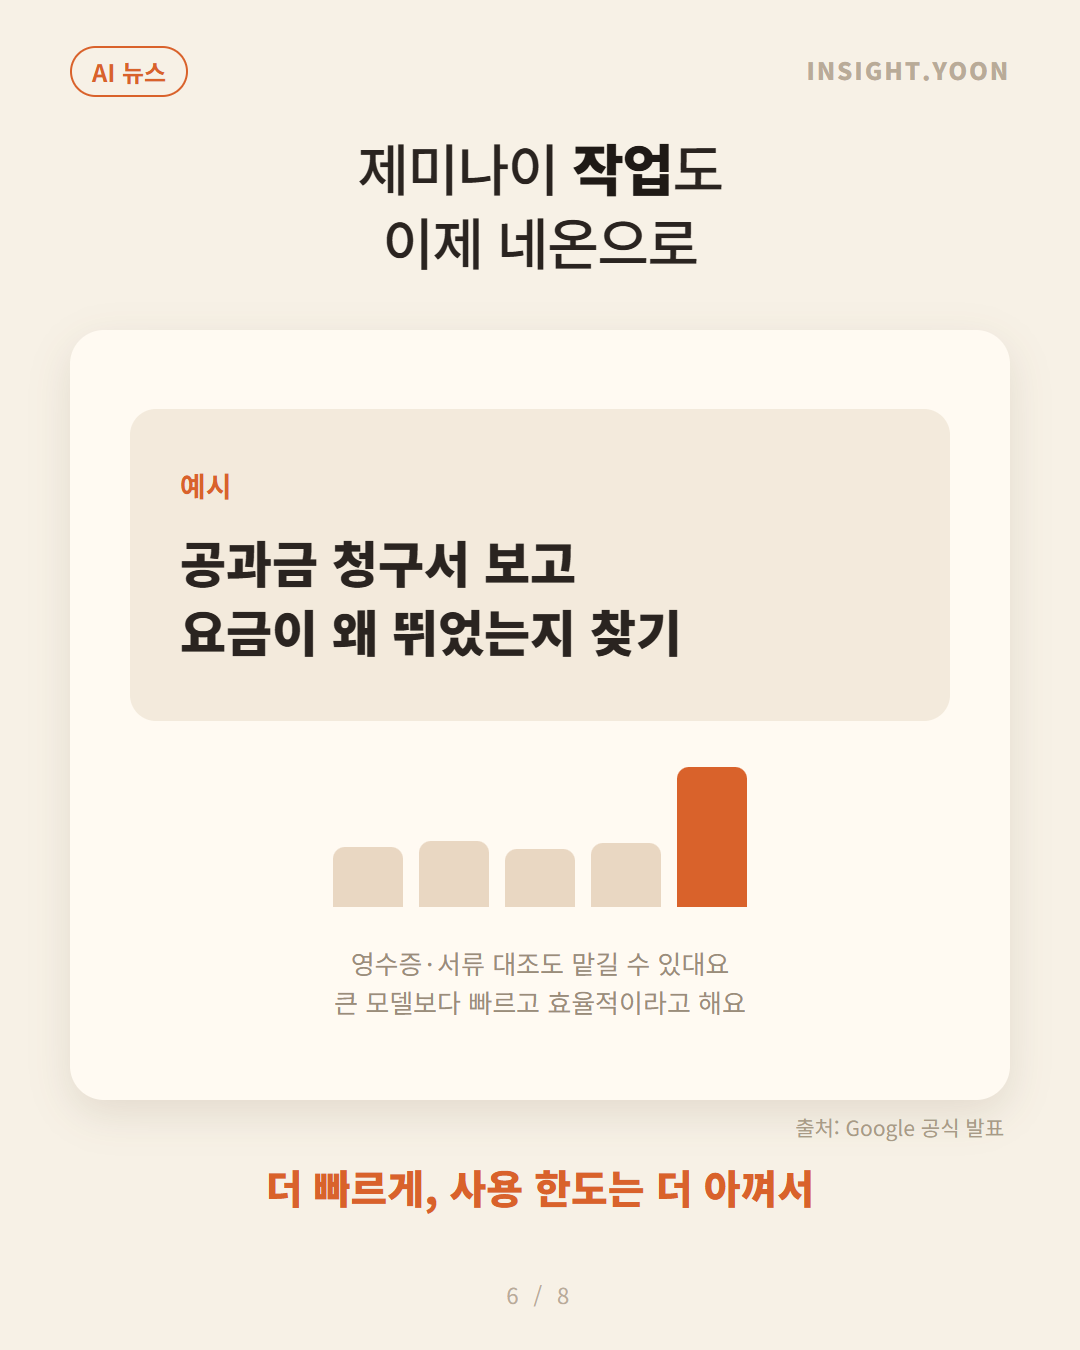 AI 뉴스
INSIGHT.YOON
제미나이 작업도
이제 네온으로
예시
공과금 청구서 보고
요금이 왜 뛰었는지 찾기
영수증·서류 대조도 맡길 수 있대요
큰 모델보다 빠르고 효율적이라고 해요
출처: Google 공식 발표
더 빠르게, 사용 한도는 더 아껴서
6 / 8